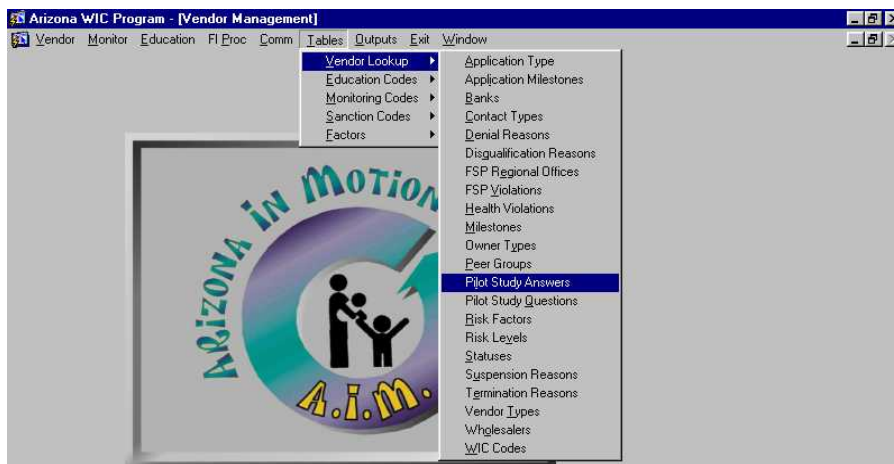 Arizona WIC Program - [Vendor Management]
Vendor Monitor Education FI Proc Comm Tables Outputs Exit Window
Vendor Lookup
Education Codes
Monitoring Codes
Sanction Codes
Factors
Application Type
Application Milestones
Banks
Contact Types
Denial Reasons
Disqualification Reasons
FSP Regional Offices
FSP Violations
Health Violations
Milestones
Owner Types
Peer Groups
Pilot Study Answers
Pilot Study Questions
Risk Factors
Risk Levels
Statuses
Suspension Reasons
Termination Reasons
Vendor Types
Wholesalers
WIC Codes
ARIZONA IN MOTION
A.I.M.